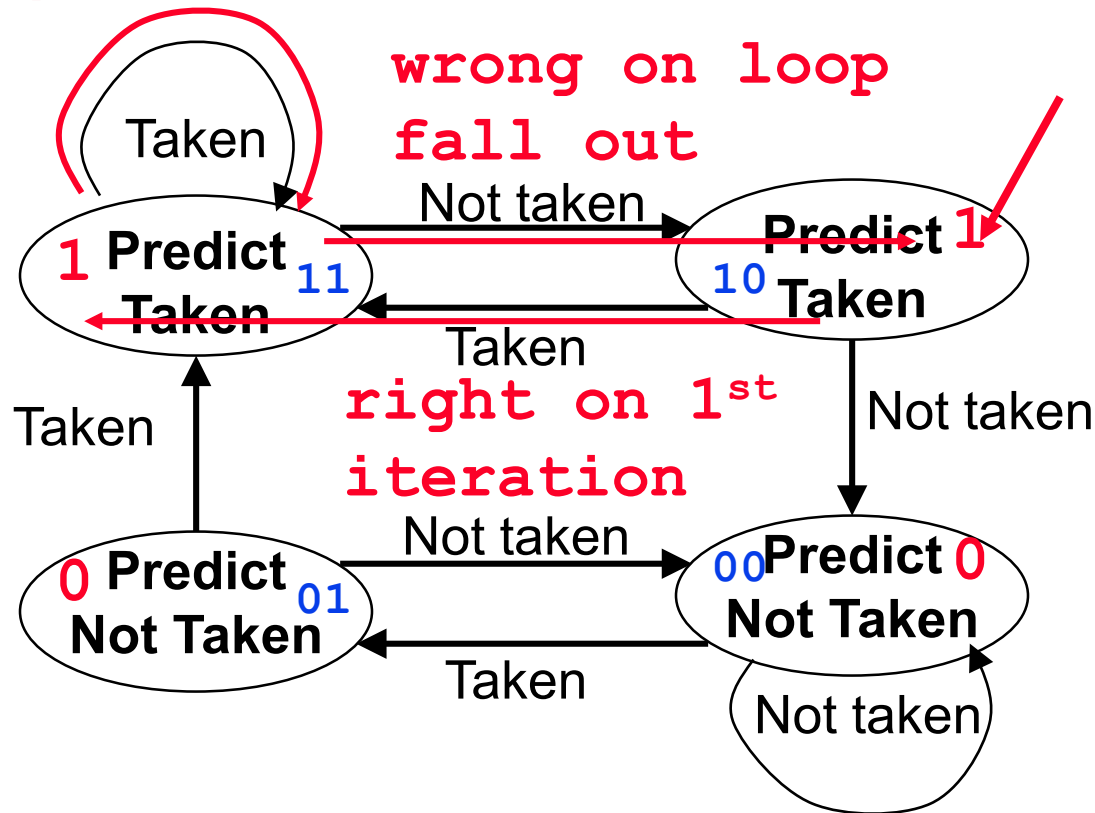 wrong on loop
fall out
Taken
Not taken
1 Predict 11
Taken
10 Predict 1
Taken
Taken
right on 1st
iteration
Taken
Not taken
Not taken
0 Predict 01
Not Taken
00 Predict 0
Not Taken
Taken
Not taken